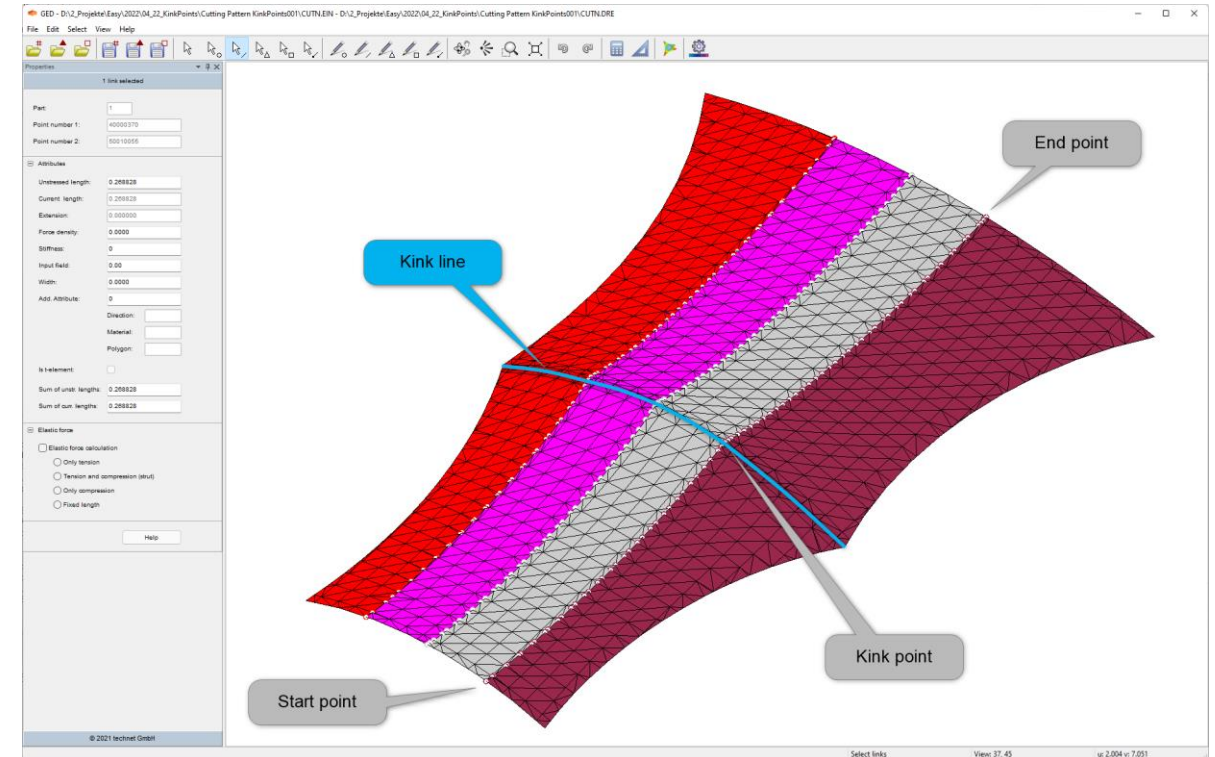 GED - D:\2_Projekte\Easy\2022\04_22_KinkPoints\Cutting Pattern KinkPoints001\CUTN.EIN - D:\2_Projekte\Easy\2022\04_22_KinkPoints\Cutting Pattern KinkPoints001\CUTN.DRE
File Edit Select View Help
Properties
1 link selected
Part: 1
Point number 1: 40000370
Point number 2: 50010055
Attributes
Unstressed length: 0.268828
Current length: 0.268828
Extension: 0.000000
Force density: 0.0000
Stiffness: 0
Input field: 0.00
Width: 0.0000
Add. Attribute: 0
Direction:
Material:
Polygon:
Is t-element:
Sum of unstr. lengths: 0.268828
Sum of curr. lengths: 0.268828
Elastic force
Elastic force calculation
Only tension
Tension and compression (strut)
Only compression
Fixed length
Help
© 2021 technet GmbH
End point
Kink line
Kink point
Start point
Select links View: 37. 45 u: 2.004 v: 7.051